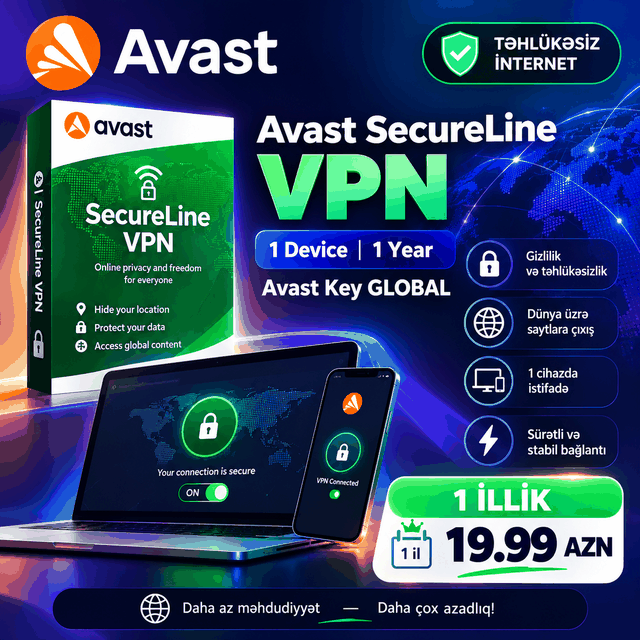 Avast
TƏHLÜKƏSİZ
İNTERNET
avast
SecureLine
VPN
Online privacy and freedom
for everyone
Hide your location
Protect your data
Access global content
SecureLine VPN
Avast SecureLine
VPN
1 Device | 1 Year
Avast Key GLOBAL
Gizlilik
və təhlükəsizlik
Dünya üzrə
saytlara çıxış
1 cihazda
istifadə
Sürətli və
stabil bağlantı
Your connection is secure
ON
VPN Connected
1 İLLİK
1 il
19.99 AZN
Daha az məhdudiyyət — Daha çox azadlıq!